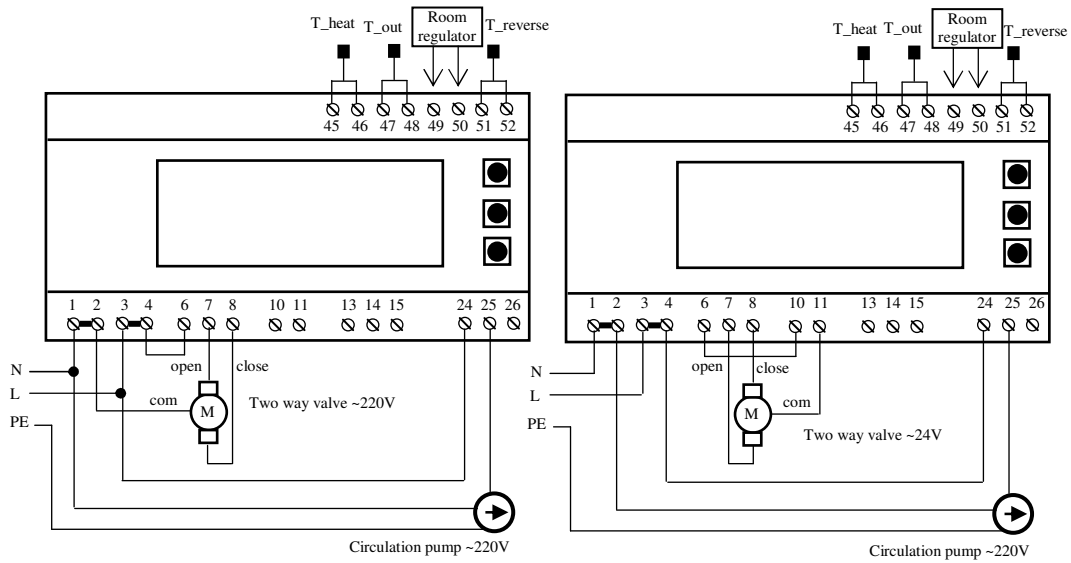 Room
T_heat T_out regulator T_reverse
45 46 47 48 49 50 51 52
1 2 3 4 6 7 8 10 11 13 14 15 24 25 26
N
open close
L
com
M
Two way valve ~220V
PE
Circulation pump ~220V
Room
T_heat T_out regulator T_reverse
45 46 47 48 49 50 51 52
1 2 3 4 6 7 8 10 11 13 14 15 24 25 26
N
open close
L
com
M
PE
Two way valve ~24V
Circulation pump ~220V